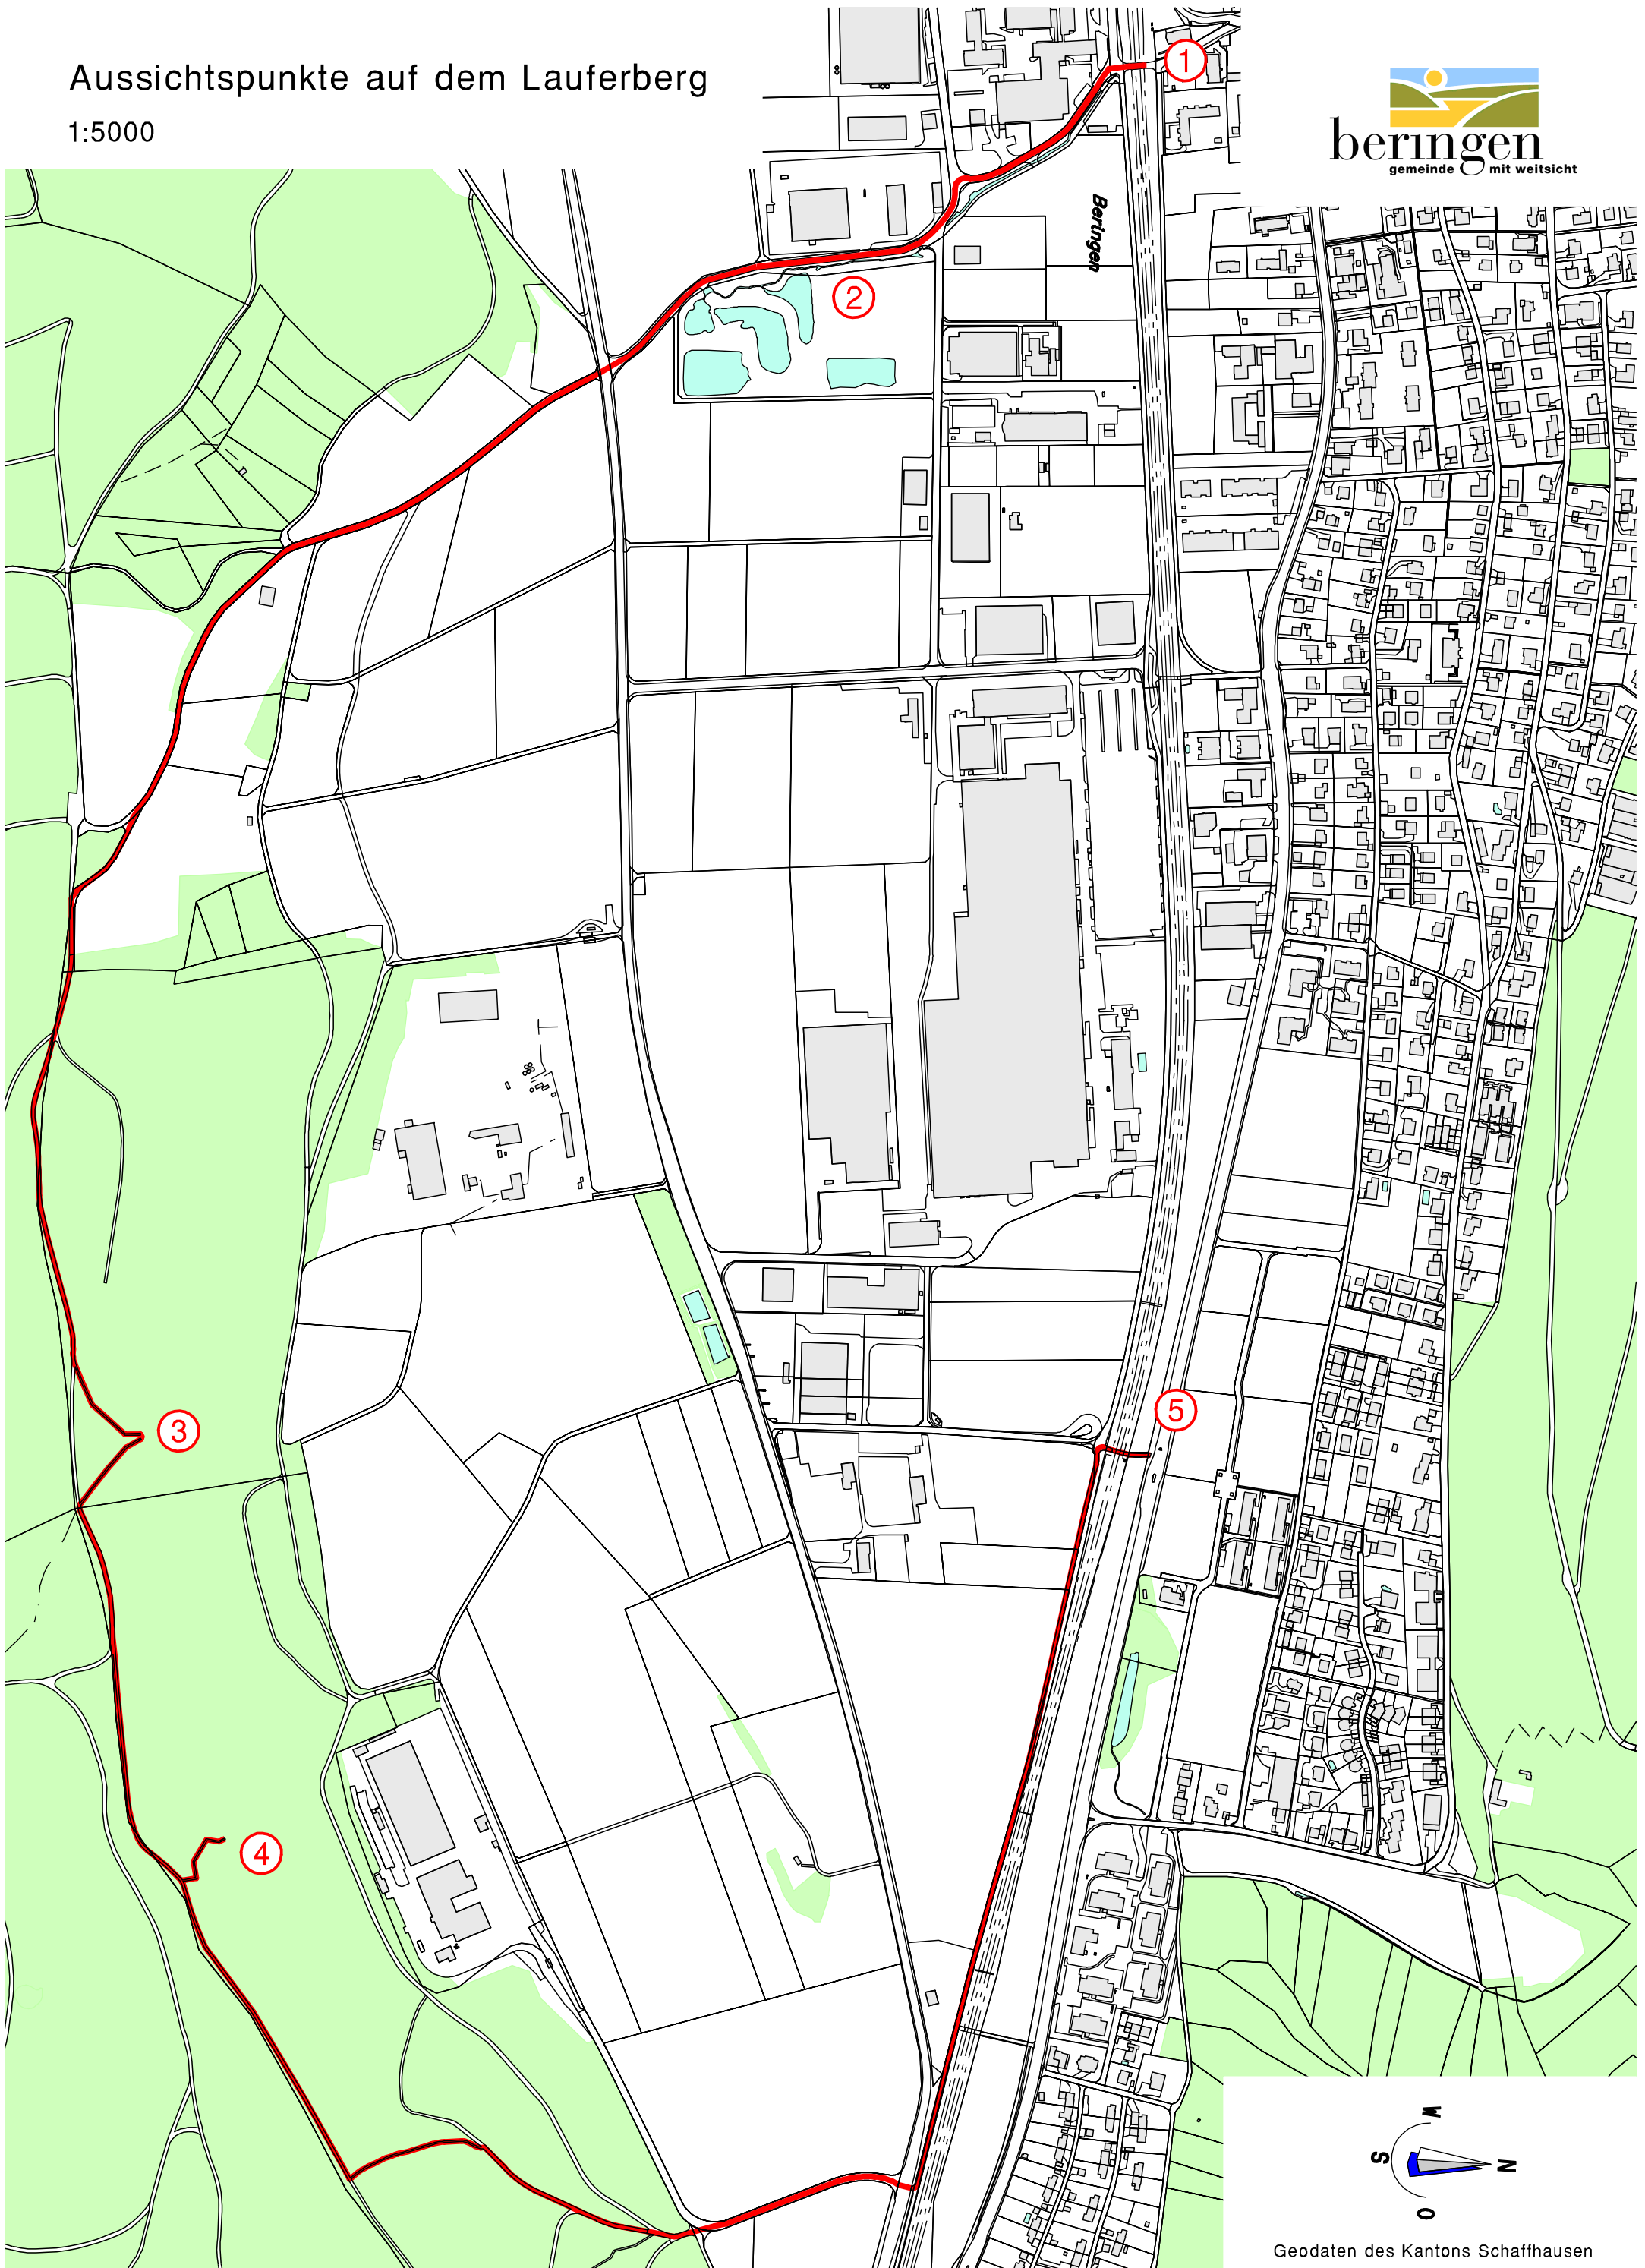 Aussichtspunkte auf dem Lauferberg
1:5000
beringen
gemeinde mit weitsicht
1
Beringen
2
3
5
4
W
S
N
O
Geodaten des Kantons Schaffhausen